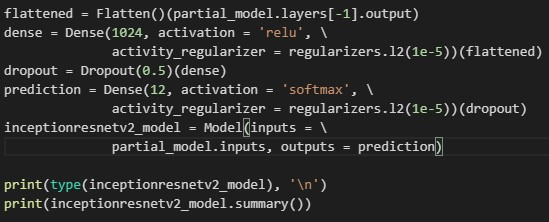 flattened = Flatten()(partial_model.layers[-1].output)
dense = Dense(1024, activation = 'relu', \
activity_regularizer = regularizers.l2(1e-5))(flattened)
dropout = Dropout(0.5)(dense)
prediction = Dense(12, activation = 'softmax', \
activity_regularizer = regularizers.l2(1e-5))(dropout)
inceptionresnetv2_model = Model(inputs = \
partial_model.inputs, outputs = prediction)
print(type(inceptionresnetv2_model), '\n')
print(inceptionresnetv2_model.summary())